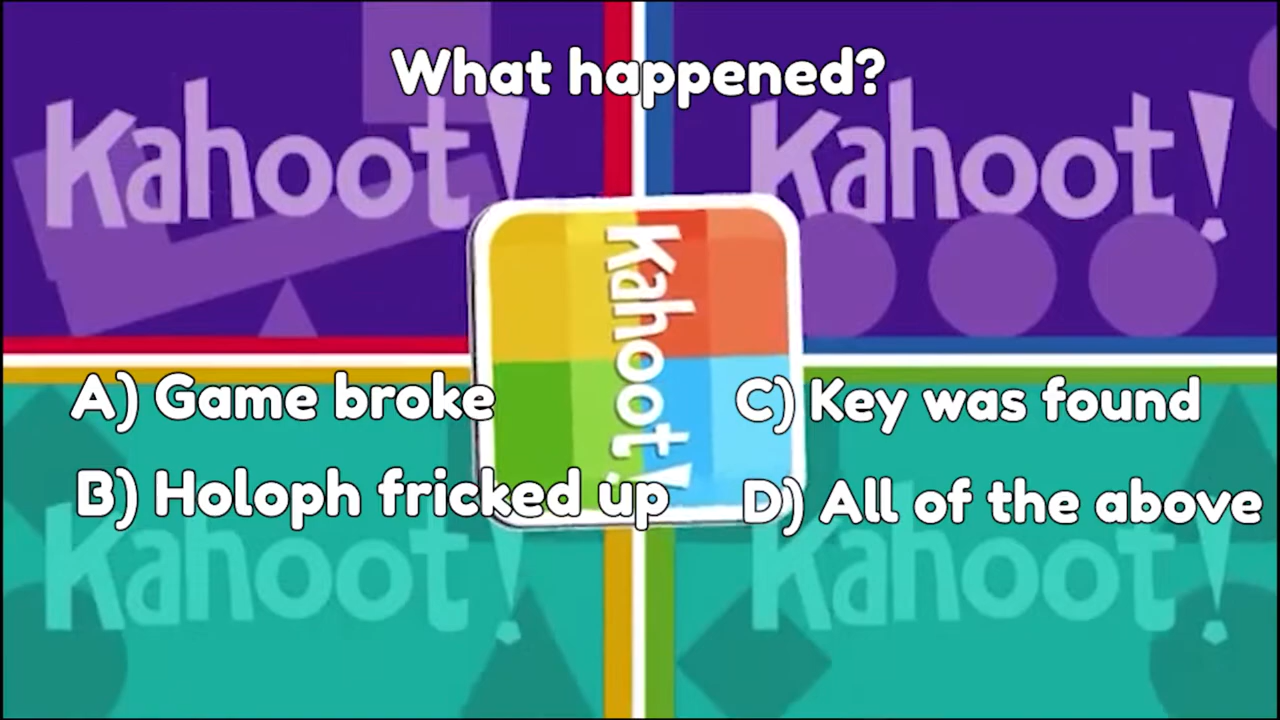 What happened?
Kahoot!
Kahoot!
Kahoot!
A) Game broke
C) Key was found
B) Holoph fricked up
D) All of the above
Kahoot!
Kahoot!